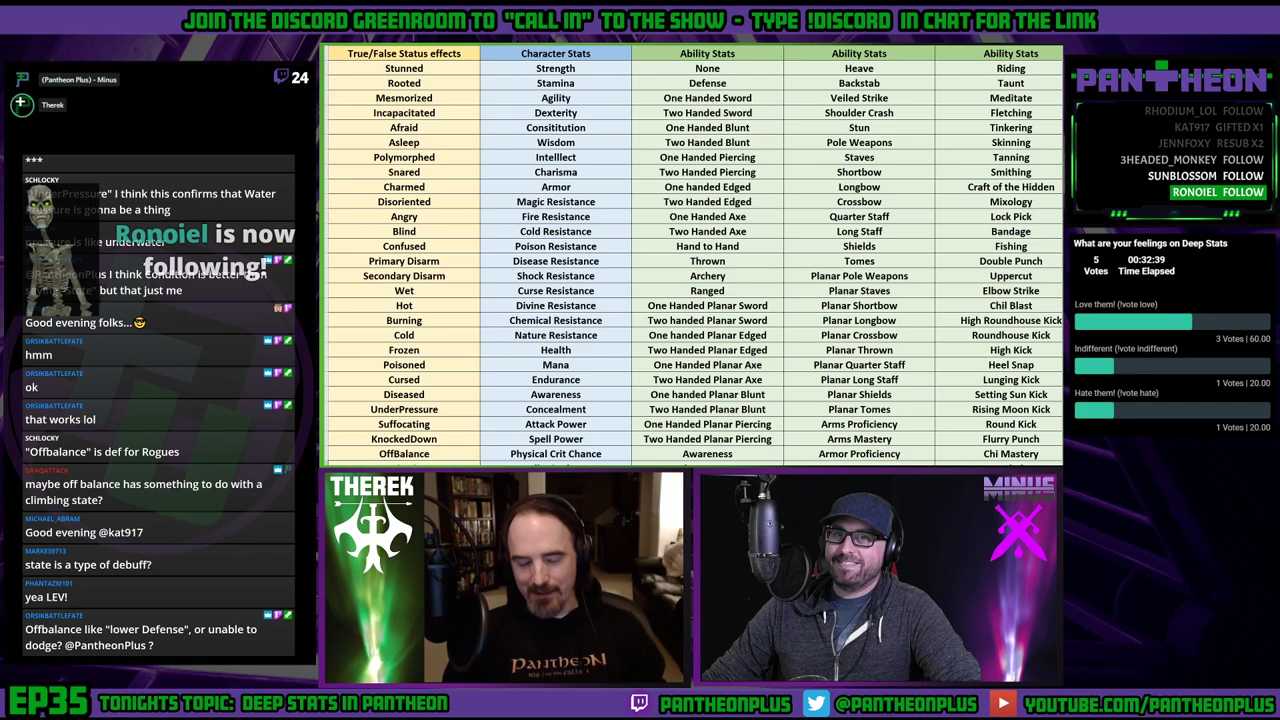 JOIN THE DISCORD GREENROOM TO "CALL IN" TO THE SHOW - TYPE !DISCORD IN CHAT FOR THE LINK
(Pantheon Plus) - Minus
24
Therek
***
SCHLOCKY
"UnderPressure" I think this confirms that Water
Pressure is gonna be a thing
pressure is like underwater
@PantheonPlus I think condition is better
but that just me
Ronoiel is now
following!
Good evening folks...😎
ORSIKBATTLEFATE
hmm
ORSIKBATTLEFATE
ok
ORSIKBATTLEFATE
that works lol
SCHLOCKY
"Offbalance" is def for Rogues
DRAQATTACK
maybe off balance has something to do with a
climbing state?
MICHAEL_ABRAM
Good evening @kat917
MARKES9713
state is a type of debuff?
PHANTAZM101
yea LEV!
ORSIKBATTLEFATE
Offbalance like "lower Defense", or unable to
dodge? @PantheonPlus ?
True/False Status effects Character Stats Ability Stats Ability Stats Ability Stats
Stunned Strength None Heave Riding
Rooted Stamina Defense Backstab Taunt
Mesmorized Agility One Handed Sword Veiled Strike Meditate
Incapacitated Dexterity Two Handed Sword Shoulder Crash Fletching
Afraid Consititution One Handed Blunt Stun Tinkering
Asleep Wisdom Two Handed Blunt Pole Weapons Skinning
Polymorphed Intelllect One Handed Piercing Staves Tanning
Snared Charisma Two Handed Piercing Shortbow Smithing
Charmed Armor One handed Edged Longbow Craft of the Hidden
Disoriented Magic Resistance Two Handed Edged Crossbow Mixology
Angry Fire Resistance One Handed Axe Quarter Staff Lock Pick
Blind Cold Resistance Two Handed Axe Long Staff Bandage
Confused Poison Resistance Hand to Hand Shields Fishing
Primary Disarm Disease Resistance Thrown Tomes Double Punch
Secondary Disarm Shock Resistance Archery Planar Pole Weapons Uppercut
Wet Curse Resistance Ranged Planar Staves Elbow Strike
Hot Divine Resistance One Handed Planar Sword Planar Shortbow Chil Blast
Burning Chemical Resistance Two handed Planar Sword Planar Longbow High Roundhouse Kick
Cold Nature Resistance One handed Planar Edged Planar Crossbow Roundhouse Kick
Frozen Health Two Handed Planar Edged Planar Thrown High Kick
Poisoned Mana One Handed Planar Axe Planar Quarter Staff Heel Snap
Cursed Endurance Two Handed Planar Axe Planar Long Staff Lunging Kick
Diseased Awareness One handed Planar Blunt Planar Shields Setting Sun Kick
UnderPressure Concealment Two Handed Planar Blunt Planar Tomes Rising Moon Kick
Suffocating Attack Power One Handed Planar Piercing Arms Proficiency Round Kick
KnockedDown Spell Power Two Handed Planar Piercing Arms Mastery Flurry Punch
OffBalance Physical Crit Chance Awareness Armor Proficiency Chi Mastery
PANTHEON
RHODIUM_LOL FOLLOW
KAT917 GIFTED X1
JENNFOXY RESUB X2
3HEADED_MONKEY FOLLOW
SUNBLOSSOM FOLLOW
RONOIEL FOLLOW
What are your feelings on Deep Stats
5 00:32:39
Votes Time Elapsed
Love them! (!vote love)
3 Votes | 60.00
Indifferent (!vote indifferent)
1 Votes | 20.00
Hate them! (!vote hate)
1 Votes | 20.00
THEREK
MINUS
PANTHEON
RISE OF THE FALLEN
EP35 TONIGHTS TOPIC: DEEP STATS IN PANTHEON PANTHEONPLUS @PANTHEONPLUS YOUTUBE.COM/PANTHEONPLUS